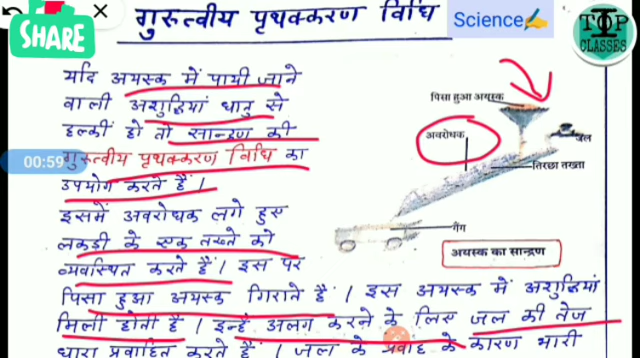 SHARE
गुरुत्वीय पृथक्करण विधि
Science✍
TOP
CLASSES
यदि अयस्क में पायी जाने
वाली अशुद्धियां धातु से
हल्की हो तो सान्द्रण की
00:59
गुरुत्वीय पृथक्करण विधि का
उपयोग करते हैं।
इसमें अवरोधक लगे हुए
लकड़ी के एक तख्ते को
व्यवस्थित करते हैं। इस पर
पिसा हुआ अयस्क गिराते हैं। इस अयस्क में अशुद्धियां
मिली होती हैं। इन्हें अलग करने के लिए जल की तेज
धारा प्रवाहित करते हैं। जल के प्रवाह के कारण भारी
पिसा हुआ अयस्क
अवरोधक
जल
तिरछा तख्ता
गैंग
अयस्क का सान्द्रण